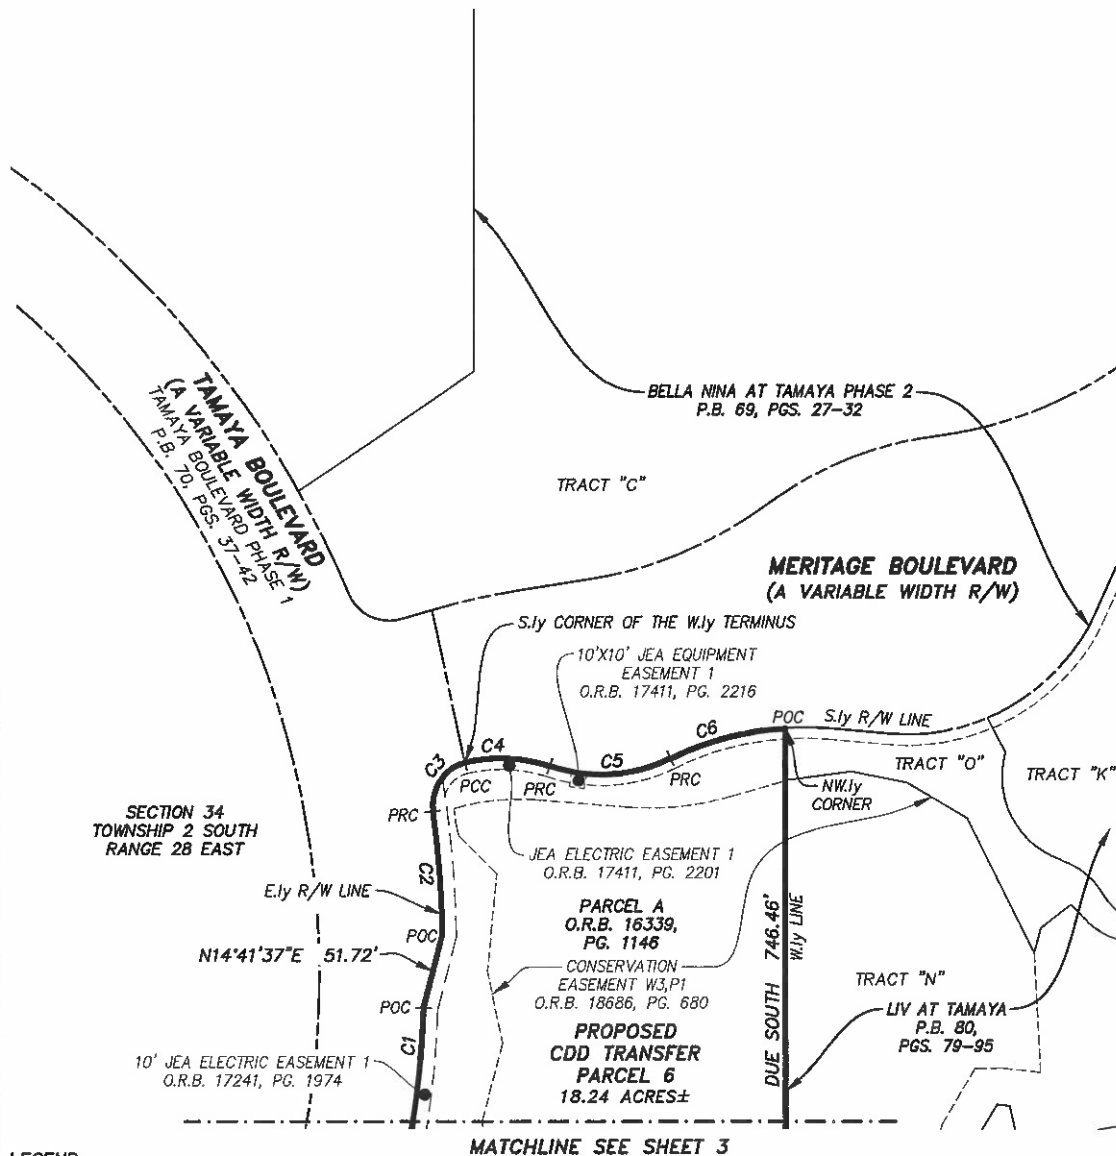 BELLA NINA AT TAMAYA PHASE 2
P.B. 69, PGS. 27-32
TAMAYA BOULEVARD
(A VARIABLE WIDTH R/W)
TAMAYA BOULEVARD PHASE 1
P.B. 70, PGS. 37-42
TRACT "C"
MERITAGE BOULEVARD
(A VARIABLE WIDTH R/W)
S.ly CORNER OF THE W.ly TERMINUS
10'X10' JEA EQUIPMENT
EASEMENT 1
O.R.B. 17411, PG. 2216
POC
S.ly R/W LINE
C6
C4
C5
C3
PCC
PRC
PRC
TRACT "O"
TRACT "K"
NW.ly
CORNER
PRC
SECTION 34
TOWNSHIP 2 SOUTH
RANGE 28 EAST
JEA ELECTRIC EASEMENT 1
O.R.B. 17411, PG. 2201
C2
E.ly R/W LINE
PARCEL A
O.R.B. 16339,
PG. 1146
POC
N14°41'37"E 51.72'
CONSERVATION
EASEMENT W3,P1
O.R.B. 18686, PG. 680
DUE SOUTH 746.46'
W.ly LINE
TRACT "N"
POC
LIV AT TAMAYA
P.B. 80,
PGS. 79-95
C1
PROPOSED
CDD TRANSFER
PARCEL 6
18.24 ACRES±
10' JEA ELECTRIC EASEMENT 1
O.R.B. 17241, PG. 1974
MATCHLINE SEE SHEET 3
LEGEND